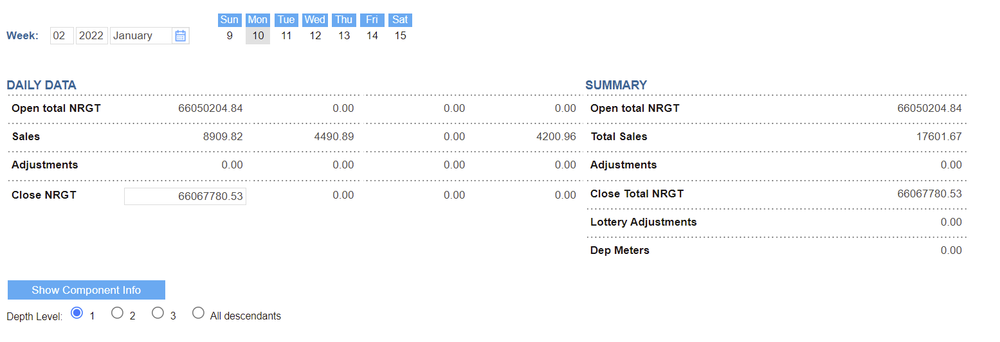 Sun Mon Tue Wed Thu Fri Sat
Week: 02 2022 January 9 10 11 12 13 14 15
DAILY DATA
Open total NRGT 66050204.84 0.00 0.00 0.00
Sales 8909.82 4490.89 0.00 4200.96
Adjustments 0.00 0.00 0.00 0.00
Close NRGT 66067780.53 0.00 0.00 0.00
SUMMARY
Open total NRGT 66050204.84
Total Sales 17601.67
Adjustments 0.00
Close Total NRGT 66067780.53
Lottery Adjustments 0.00
Dep Meters 0.00
Show Component Info
Depth Level: 1 2 3 All descendants